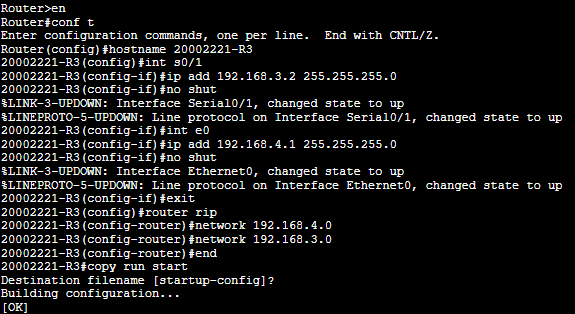 Router>en
Router#conf t
Enter configuration commands, one per line.  End with CNTL/Z.
Router(config)#hostname 20002221-R3
20002221-R3(config)#int s0/1
20002221-R3(config-if)#ip add 192.168.3.2 255.255.255.0
20002221-R3(config-if)#no shut
%LINK-3-UPDOWN: Interface Serial0/1, changed state to up
%LINEPROTO-5-UPDOWN: Line protocol on Interface Serial0/1, changed state to up
20002221-R3(config-if)#int e0
20002221-R3(config-if)#ip add 192.168.4.1 255.255.255.0
20002221-R3(config-if)#no shut
%LINK-3-UPDOWN: Interface Ethernet0, changed state to up
%LINEPROTO-5-UPDOWN: Line protocol on Interface Ethernet0, changed state to up
20002221-R3(config-if)#exit
20002221-R3(config)#router rip
20002221-R3(config-router)#network 192.168.4.0
20002221-R3(config-router)#network 192.168.3.0
20002221-R3(config-router)#end
20002221-R3#copy run start
Destination filename [startup-config]?
Building configuration...
[OK]